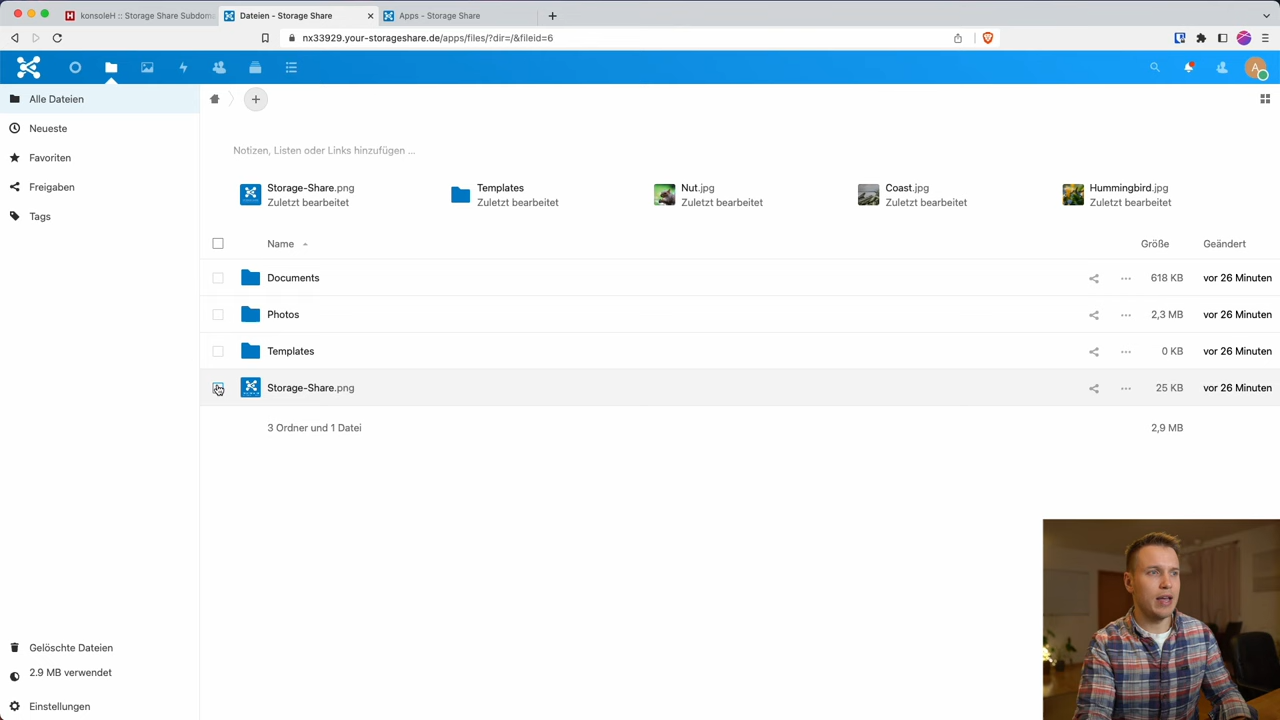 konsoleH :: Storage Share Subdom
Dateien - Storage Share
Apps - Storage Share
nx33929.your-storageshare.de/apps/files/?dir=/&fileid=6
A
Alle Dateien
Neueste
Favoriten
Freigaben
Tags
Notizen, Listen oder Links hinzufügen ...
Storage-Share.png
Zuletzt bearbeitet
Templates
Zuletzt bearbeitet
Nut.jpg
Zuletzt bearbeitet
Coast.jpg
Zuletzt bearbeitet
Hummingbird.jpg
Zuletzt bearbeitet
Name Größe Geändert
Documents 618 KB vor 26 Minuten
Photos 2,3 MB vor 26 Minuten
Templates 0 KB vor 26 Minuten
Storage-Share.png 25 KB vor 26 Minuten
3 Ordner und 1 Datei 2,9 MB
Gelöschte Dateien
2.9 MB verwendet
Einstellungen